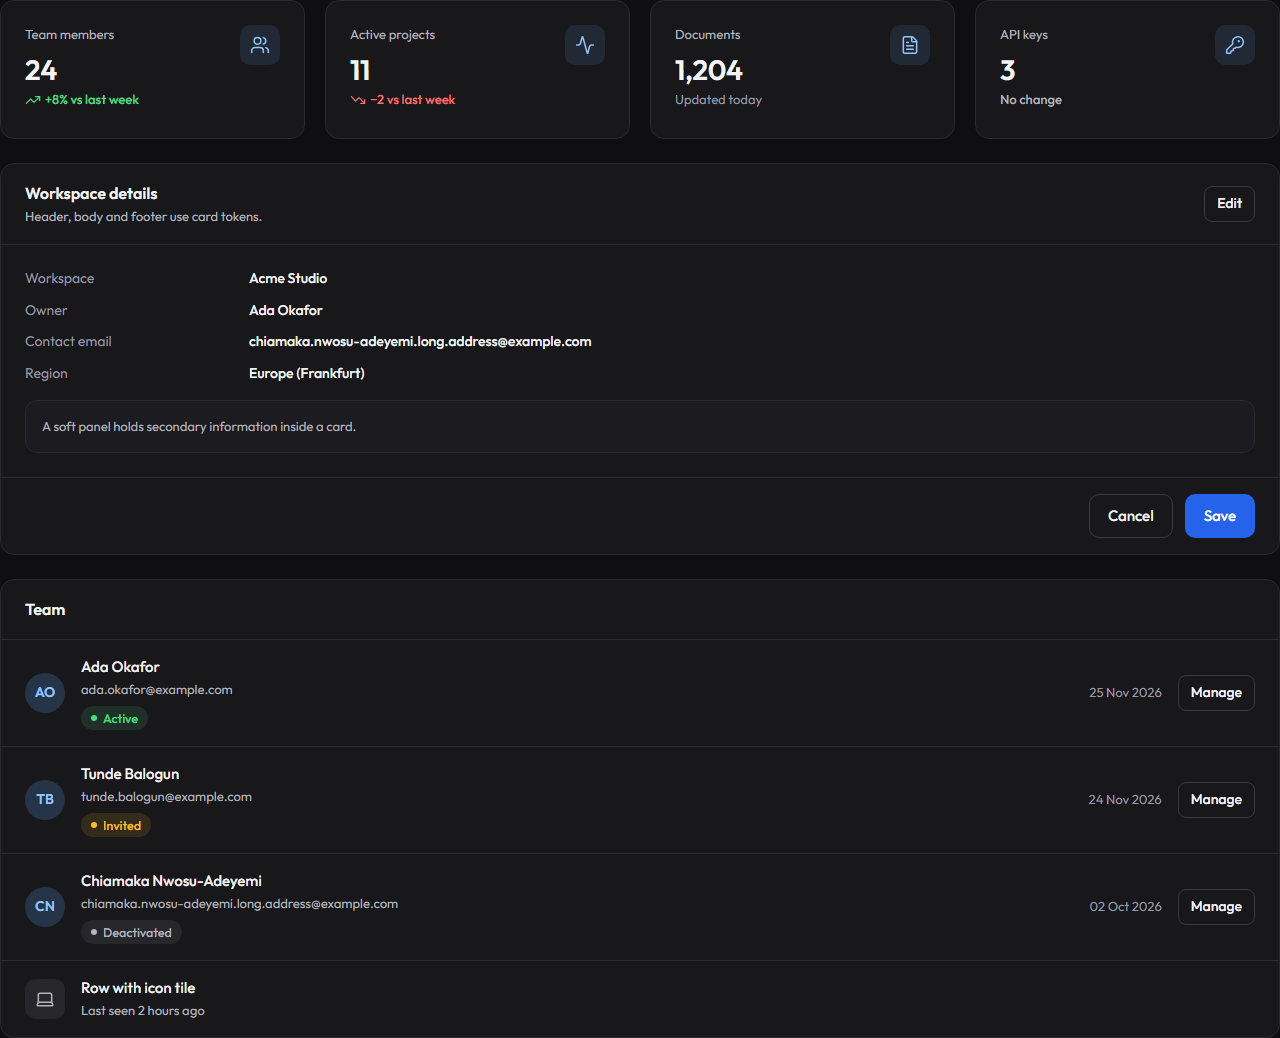 Team members
24
+8% vs last week
Active projects
11
−2 vs last week
Documents
1,204
Updated today
API keys
3
No change
Workspace details
Header, body and footer use card tokens.
Edit
Workspace
Acme Studio
Owner
Ada Okafor
Contact email
chiamaka.nwosu-adeyemi.long.address@example.com
Region
Europe (Frankfurt)
A soft panel holds secondary information inside a card.
Cancel
Save
Team
AO
Ada Okafor
ada.okafor@example.com
Active
25 Nov 2026
Manage
TB
Tunde Balogun
tunde.balogun@example.com
Invited
24 Nov 2026
Manage
CN
Chiamaka Nwosu-Adeyemi
chiamaka.nwosu-adeyemi.long.address@example.com
Deactivated
02 Oct 2026
Manage
Row with icon tile
Last seen 2 hours ago